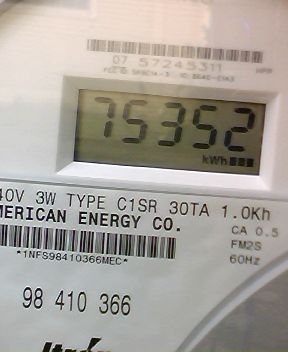 07 57245311
75352
kWh
40V 3W TYPE C1SR 30TA 1.0Kh
MERICAN ENERGY CO.
CA 0.5
FM2S
60Hz
*1NFS98410366MEC*
98 410 366
Itrón